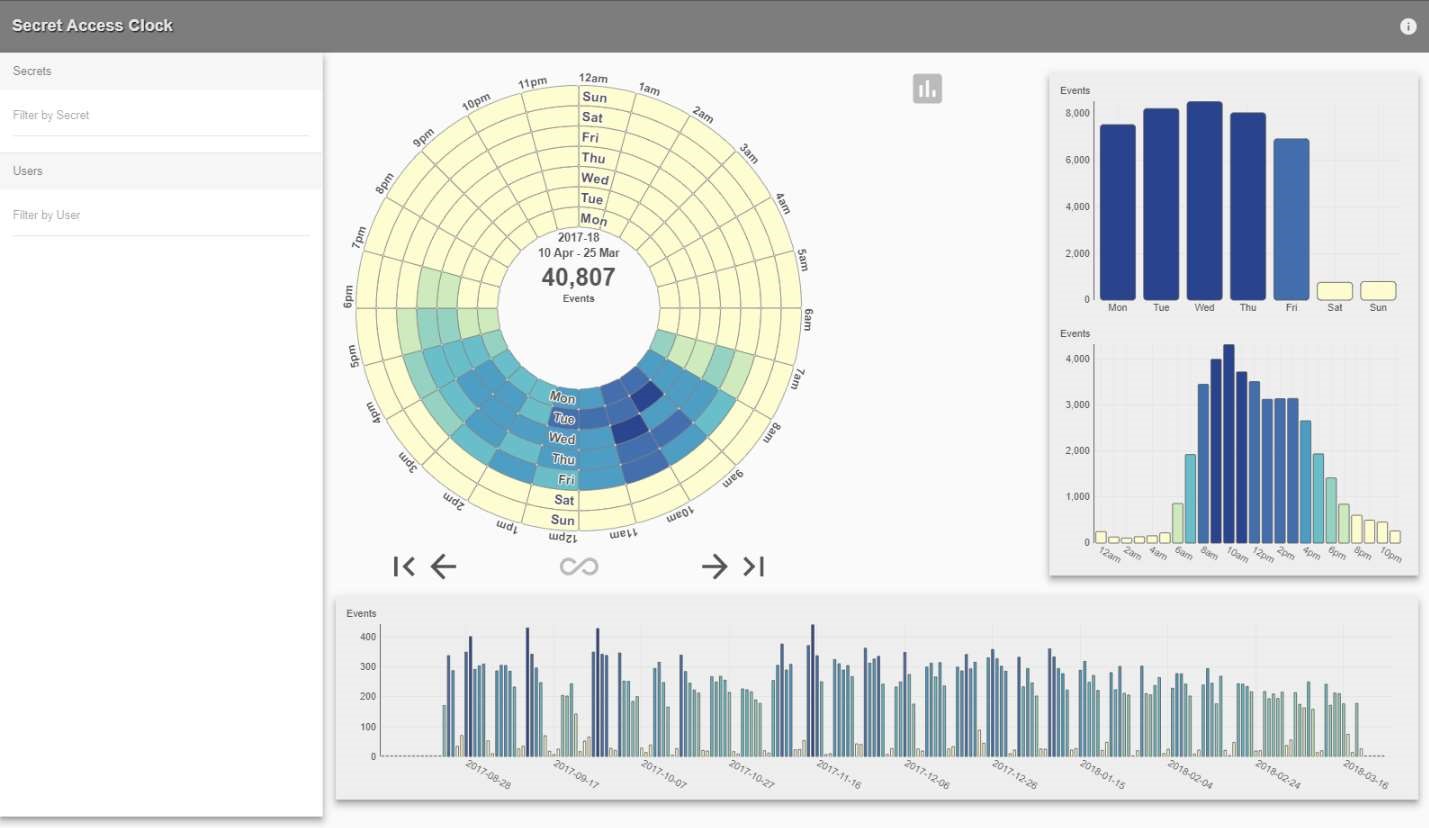 Secret Access Clock
Secrets
Filter by Secret
Users
Filter by User
12am
1am
2am
3am
4am
5am
6am
7am
8am
9am
10am
11am
12pm
1pm
2pm
3pm
4pm
5pm
6pm
7pm
8pm
9pm
10pm
11pm
Sun
Sat
Fri
Thu
Wed
Tue
Mon
2017-18
10 Apr - 25 Mar
40,807
Events
Mon
Tue
Wed
Thu
Fri
Sat
Sun
Events
8,000
6,000
4,000
2,000
0
Mon Tue Wed Thu Fri Sat Sun
Events
4,000
3,000
2,000
1,000
0
12am 2am 4am 6am 8am 10am 12pm 2pm 4pm 6pm 8pm 10pm
Events
400
300
200
100
0
2017-08-28 2017-09-17 2017-10-07 2017-10-27 2017-11-16 2017-12-06 2017-12-26 2018-01-15 2018-02-04 2018-02-24 2018-03-16